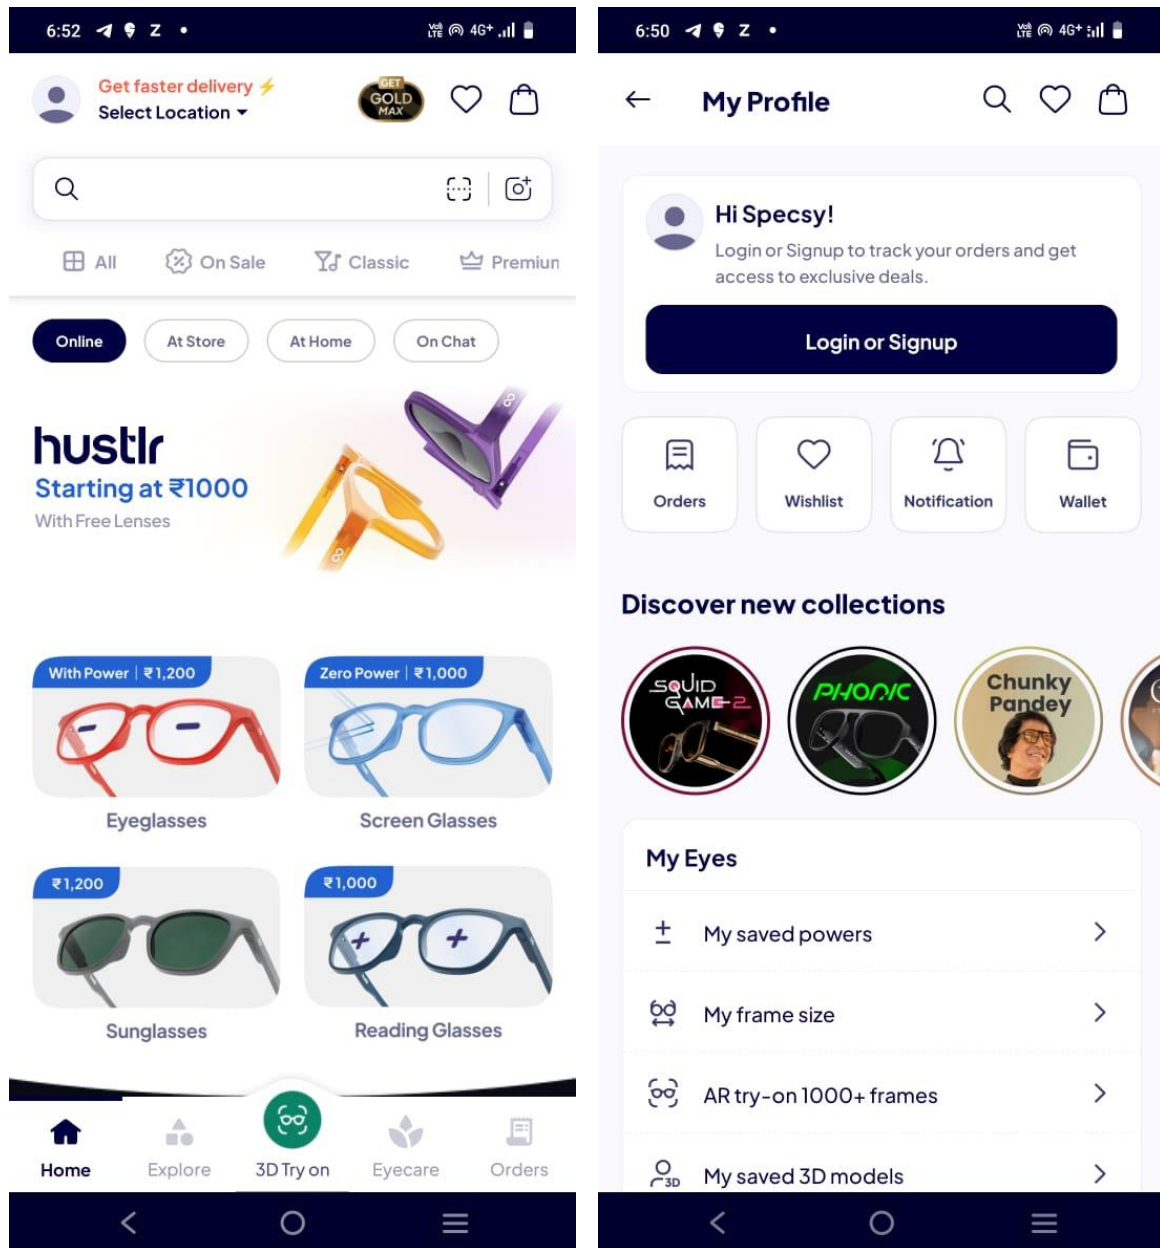 6:52 Z
4G+
Get faster delivery⚡
Select Location
GET
GOLD
MAX
All On Sale Classic Premiun
Online At Store At Home On Chat
hustlr
Starting at ₹1000
With Free Lenses
With Power | ₹1,200
Zero Power | ₹1,000
Eyeglasses Screen Glasses
₹1,200
₹1,000
Sunglasses Reading Glasses
Home Explore 3D Try on Eyecare Orders
6:50 Z
4G+
My Profile
Hi Specsy!
Login or Signup to track your orders and get
access to exclusive deals.
Login or Signup
Orders Wishlist Notification Wallet
Discover new collections
SQUID
GAME-2
PHONIC
Chunky
Pandey
My Eyes
My saved powers
My frame size
AR try-on 1000+ frames
3D My saved 3D models